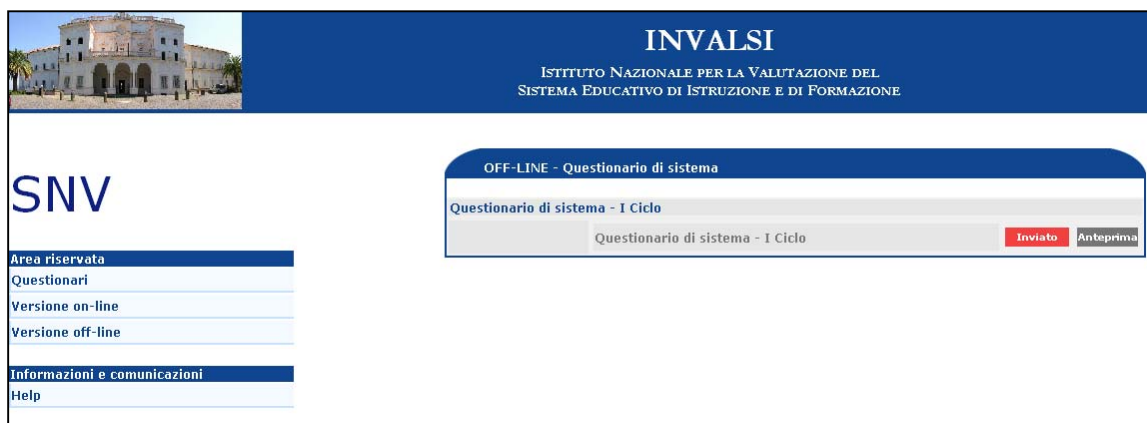 INVALSI
ISTITUTO NAZIONALE PER LA VALUTAZIONE DEL
SISTEMA EDUCATIVO DI ISTRUZIONE E DI FORMAZIONE
SNV
Area riservata
Questionari
Versione on-line
Versione off-line
Informazioni e comunicazioni
Help
OFF-LINE - Questionario di sistema
Questionario di sistema - I Ciclo
Questionario di sistema - I Ciclo Inviato Anteprima